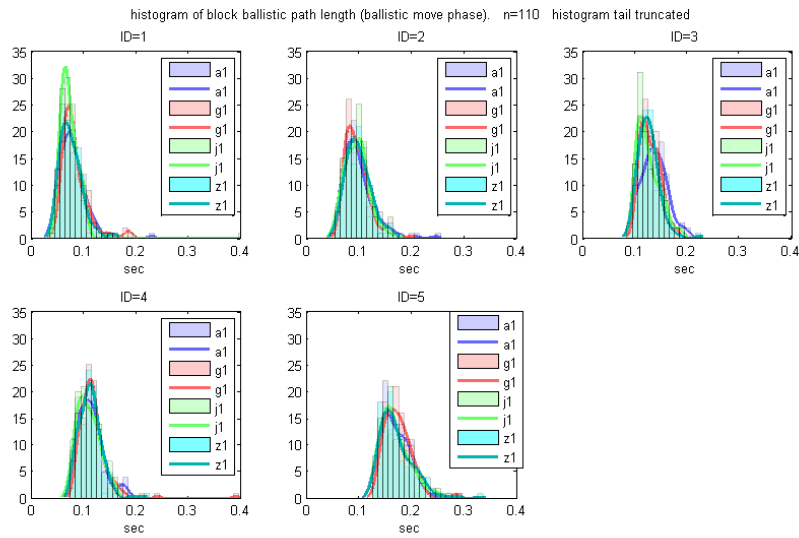 histogram of block ballistic path length (ballistic move phase).   n=110   histogram tail truncated
ID=1
35
30
25
20
15
10
5
0
0 0.1 0.2 0.3 0.4
sec
a1
a1
g1
g1
j1
j1
z1
z1
ID=2
35
30
25
20
15
10
5
0
0 0.1 0.2 0.3 0.4
sec
a1
a1
g1
g1
j1
j1
z1
z1
ID=3
35
30
25
20
15
10
5
0
0 0.1 0.2 0.3 0.4
sec
a1
a1
g1
g1
j1
j1
z1
z1
ID=4
35
30
25
20
15
10
5
0
0 0.1 0.2 0.3 0.4
sec
a1
a1
g1
g1
j1
j1
z1
z1
ID=5
35
30
25
20
15
10
5
0
0 0.1 0.2 0.3 0.4
sec
a1
a1
g1
g1
j1
j1
z1
z1